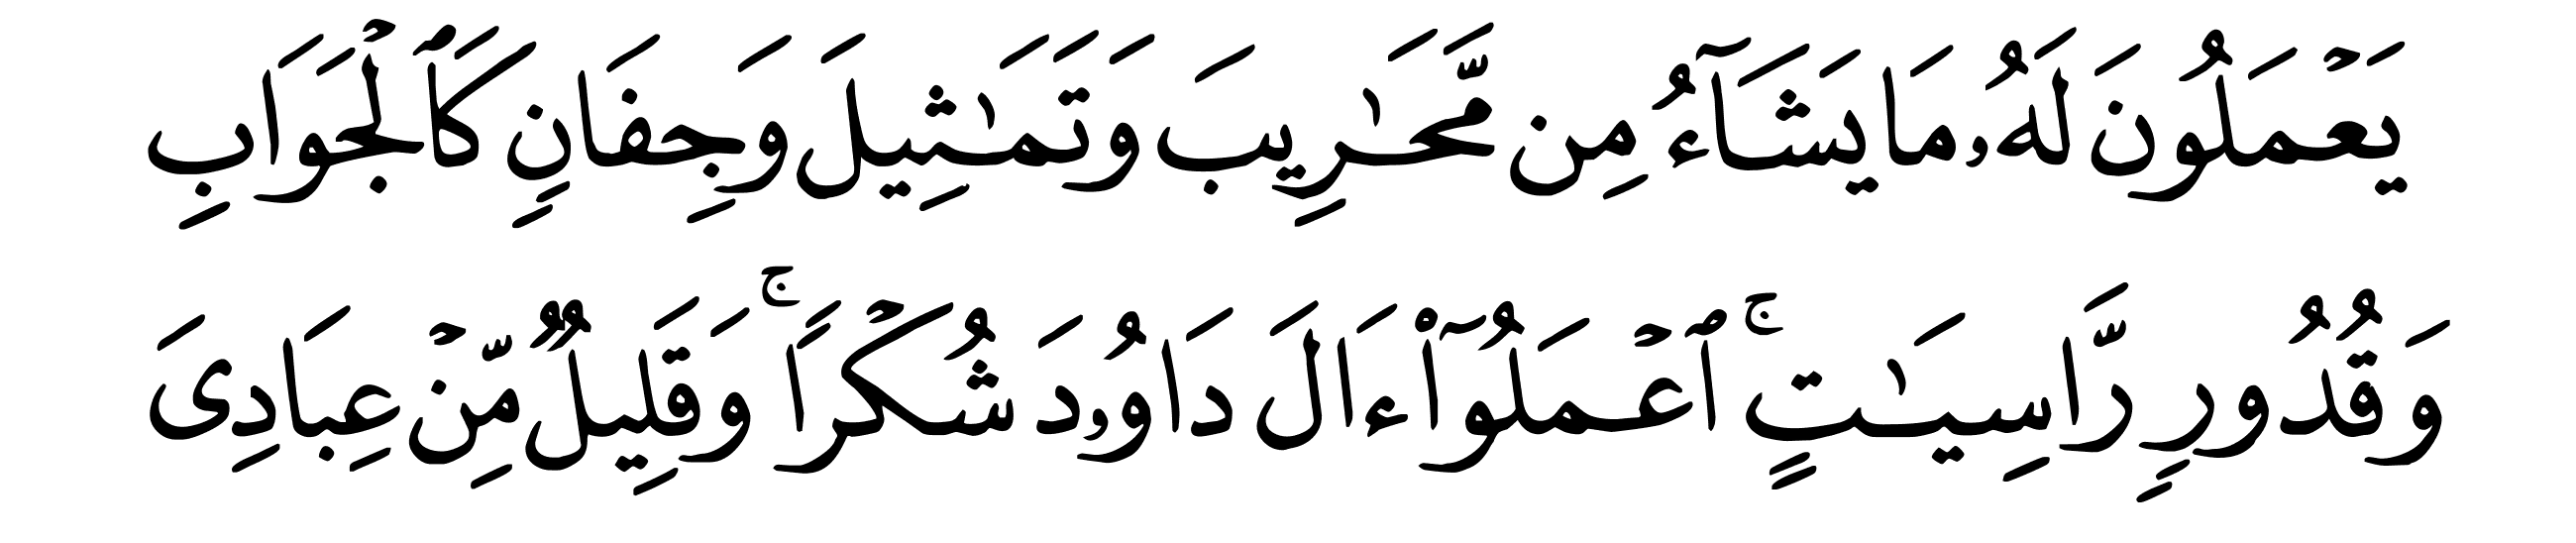 يَعۡمَلُونَ لَهُۥ مَا يَشَآءُ مِن مَّحَٰرِيبَ وَتَمَٰثِيلَ وَجِفَانٖ كَٱلۡجَوَابِ
وَقُدُورٖ رَّاسِيَٰتٍۚ ٱعۡمَلُوٓاْ ءَالَ دَاوُۥدَ شُكۡرٗاۚ وَقَلِيلٞ مِّنۡ عِبَادِيَ